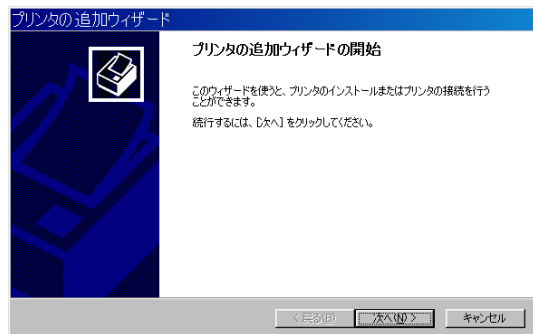 プリンタの追加ウィザード
プリンタの追加ウィザードの開始
このウィザードを使うと、プリンタのインストールまたはプリンタの接続を行う
ことができます。
続行するには、[次へ] をクリックしてください。
< 戻る(B)
次へ(N) >
キャンセル